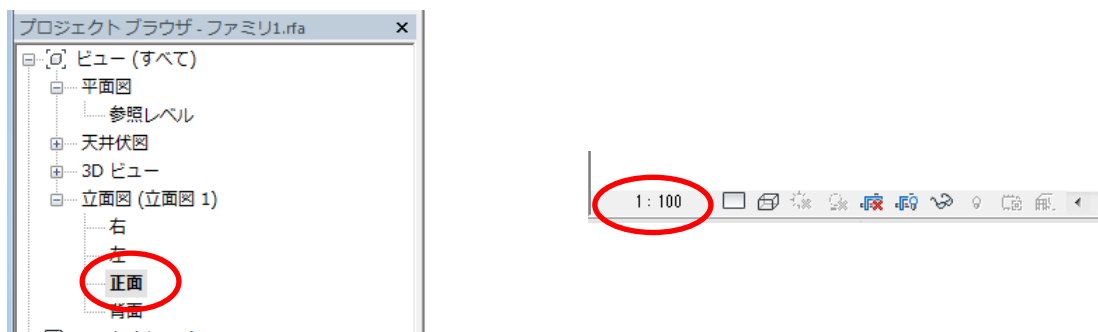 プロジェクト ブラウザ - ファミリ1.rfa
ビュー (すべて)
平面図
参照レベル
天井伏図
3D ビュー
立面図 (立面図 1)
右
左
正面
背面
1 : 100